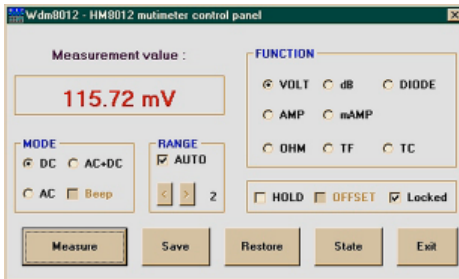 Wdm8012 - HM8012 mutimeter control panel
Measurement value :
115.72 mV
FUNCTION
VOLT dB DIODE
AMP mAMP
OHM TF TC
MODE
DC AC+DC
AC Beep
RANGE
AUTO
< > 2
HOLD OFFSET Locked
Measure Save Restore State Exit